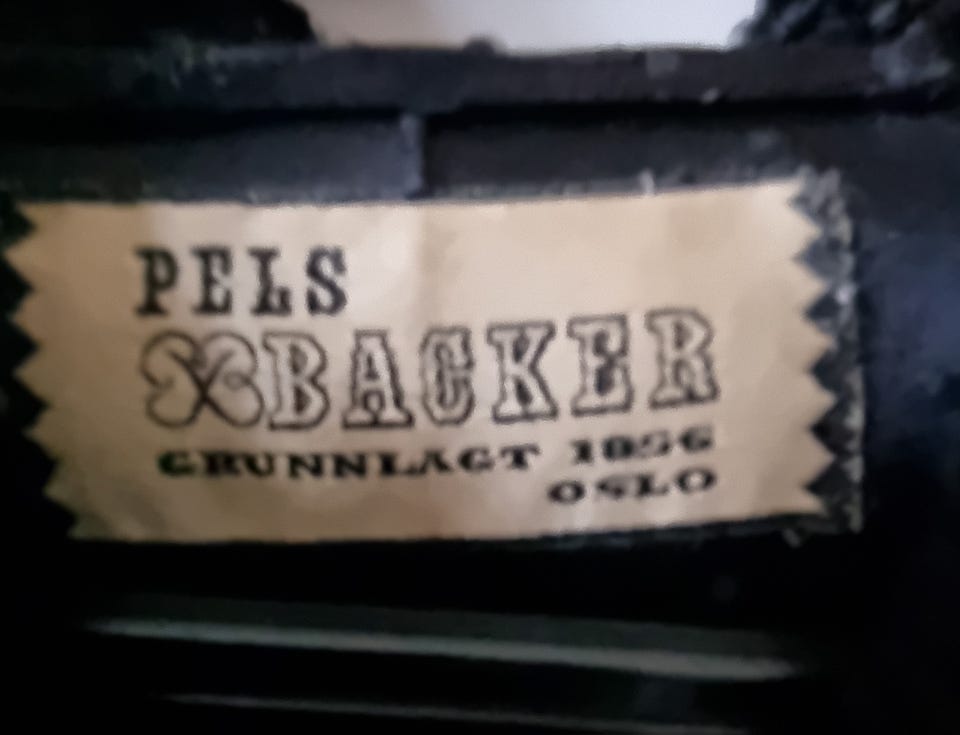 PELS
BACKER
GRUNNLAGT 1856
OSLO